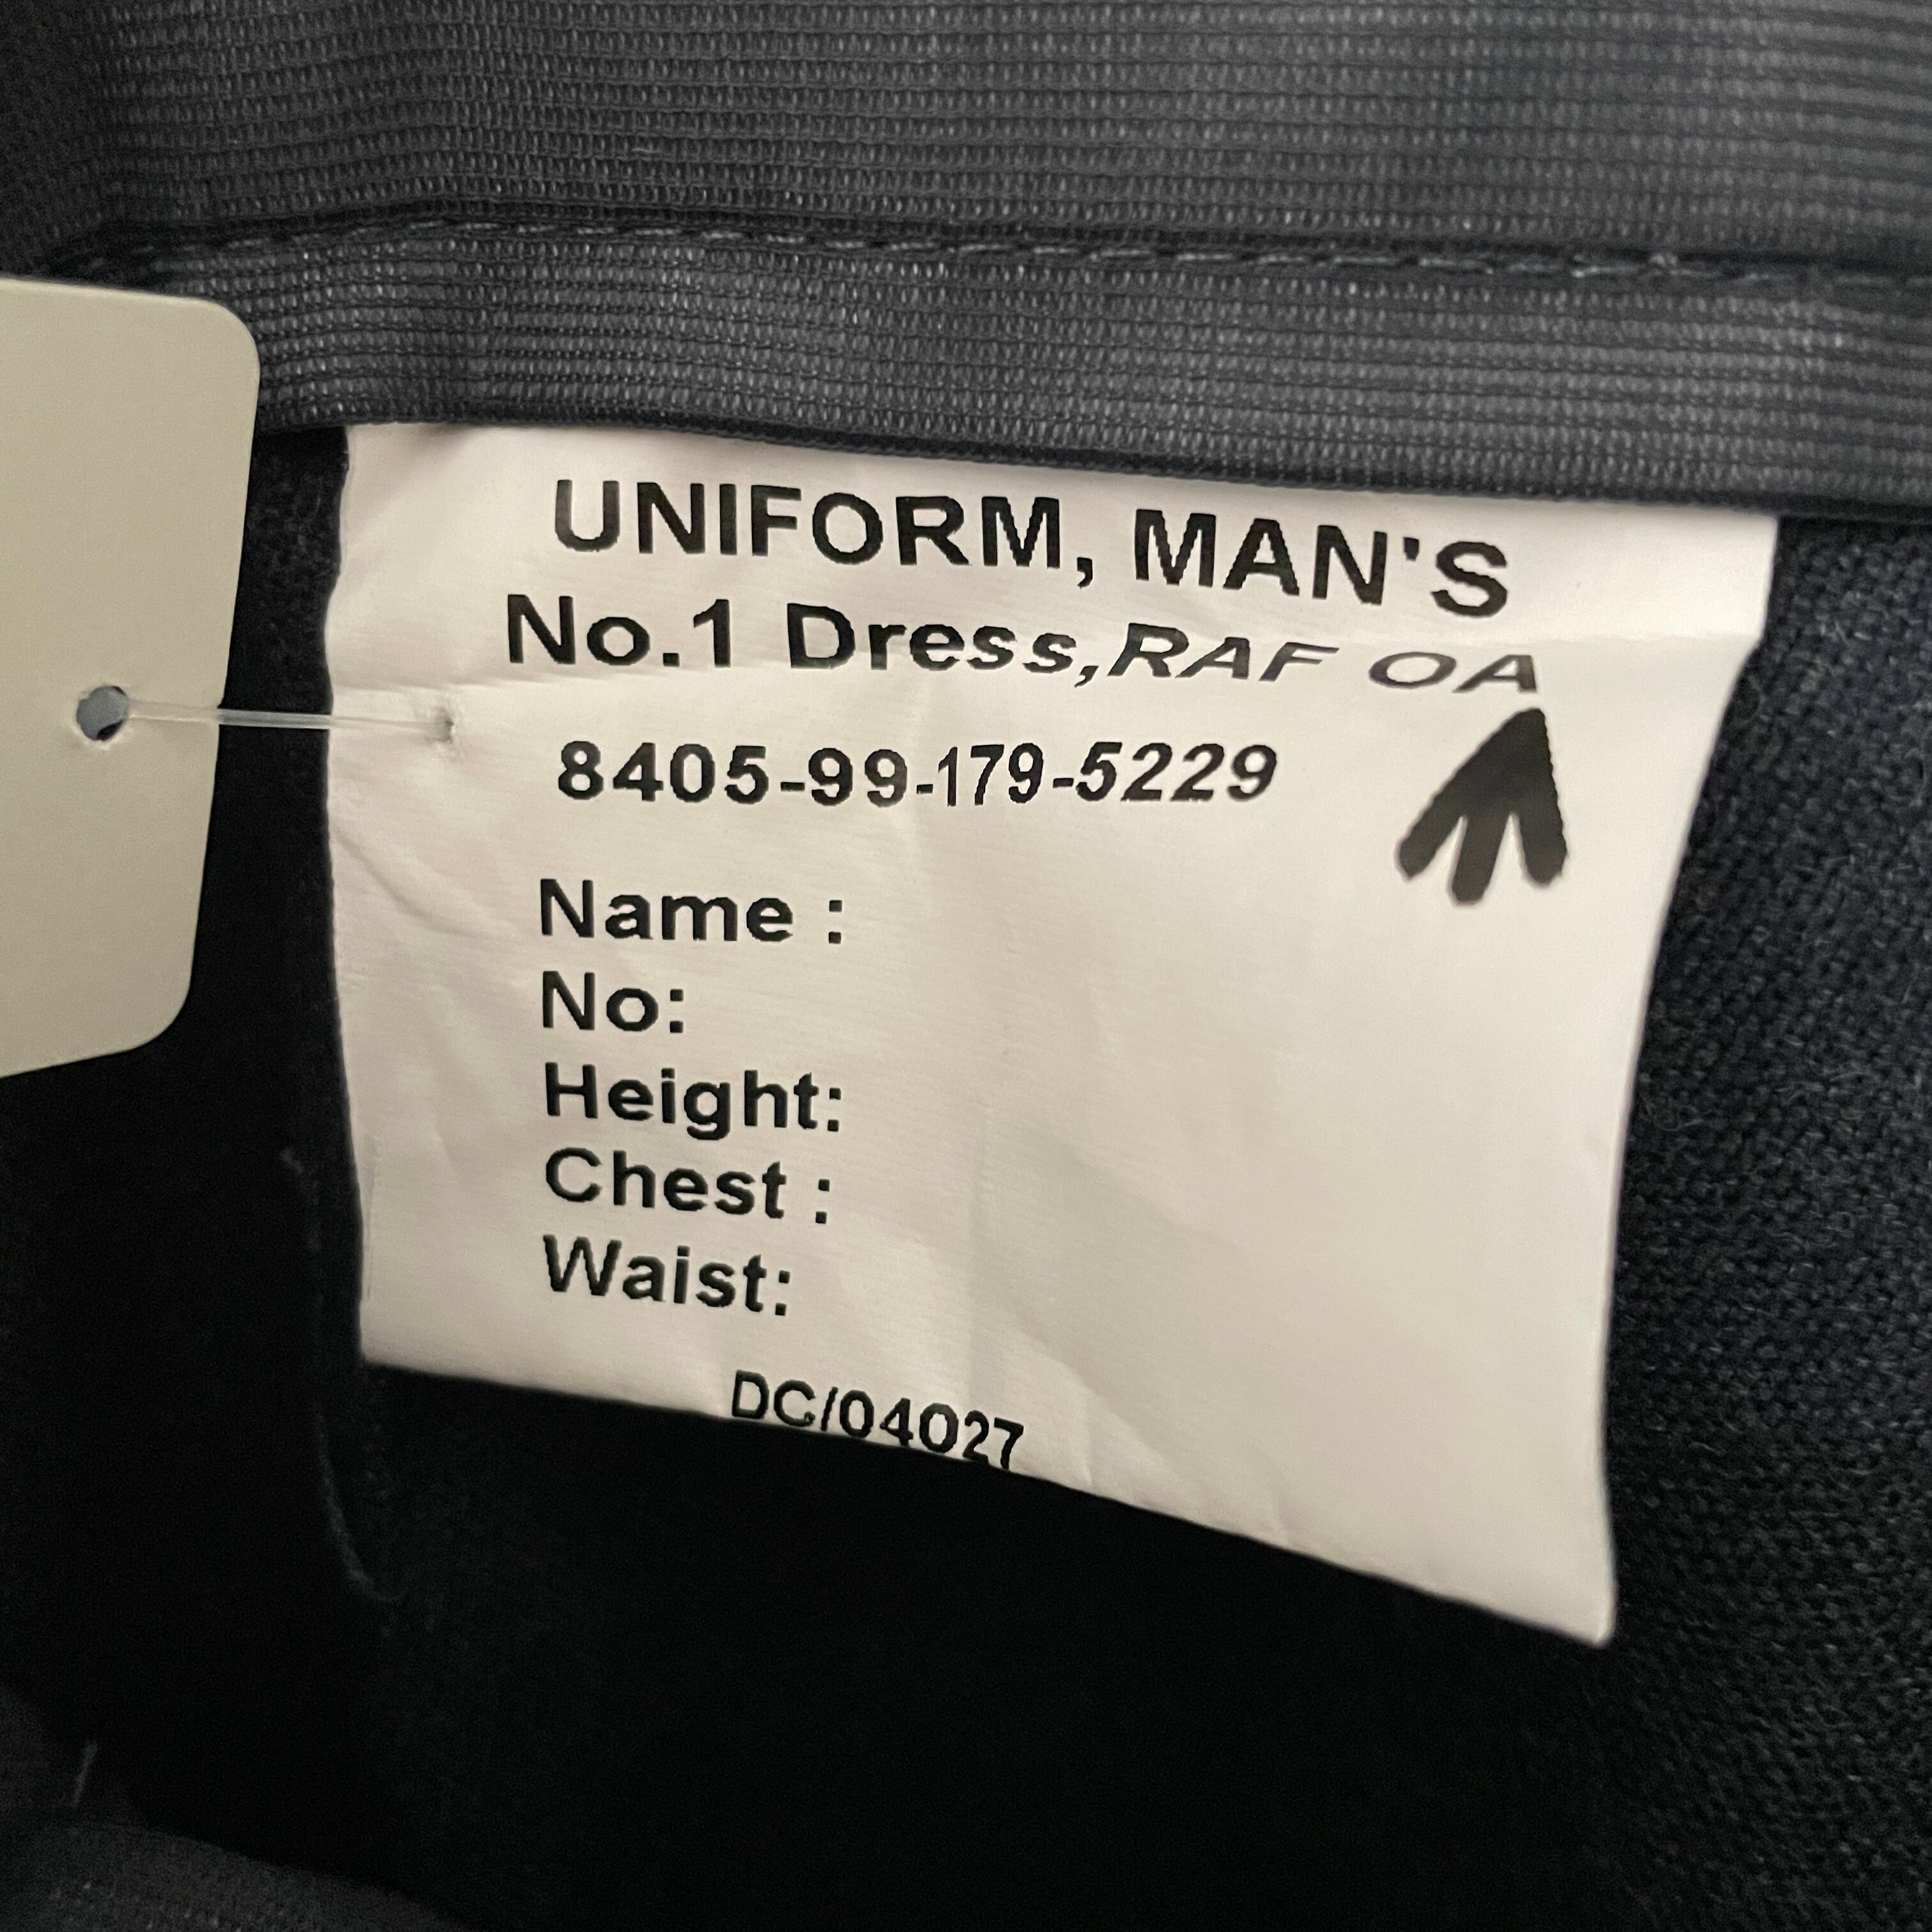 UNIFORM, MAN'S
No.1 Dress,RAF OA
8405-99-179-5229
Name :
No:
Height:
Chest :
Waist:
DC/04027